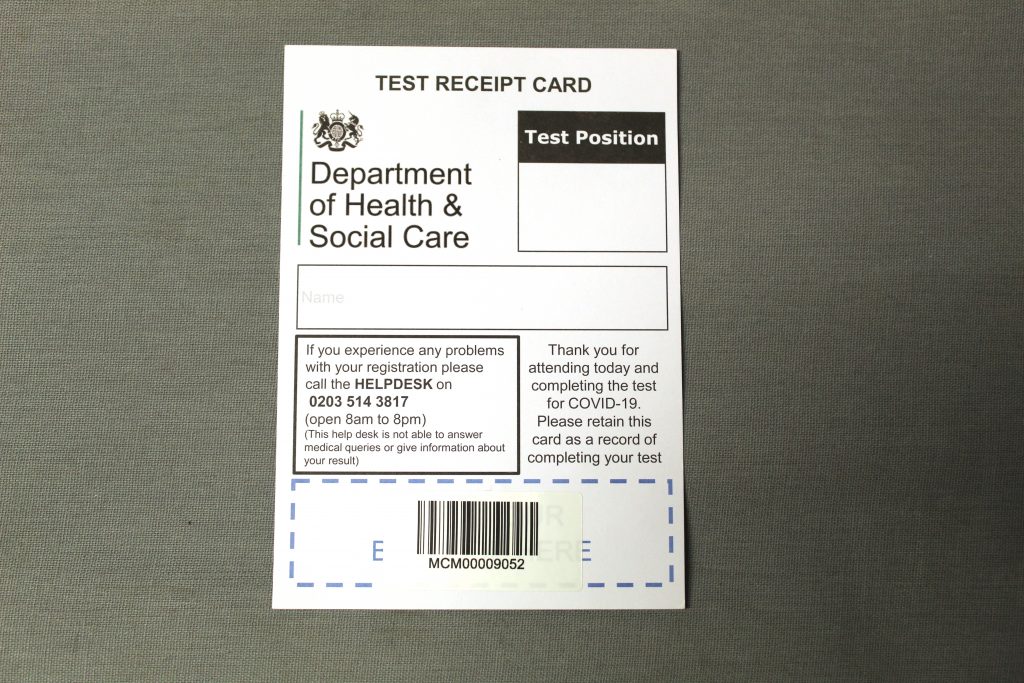 TEST RECEIPT CARD
Department
of Health &
Social Care
Test Position
Name
If you experience any problems
with your registration please
call the HELPDESK on
0203 514 3817
(open 8am to 8pm)
(This help desk is not able to answer
medical queries or give information about
your result)
Thank you for
attending today and
completing the test
for COVID-19.
Please retain this
card as a record of
completing your test
MCM00009052